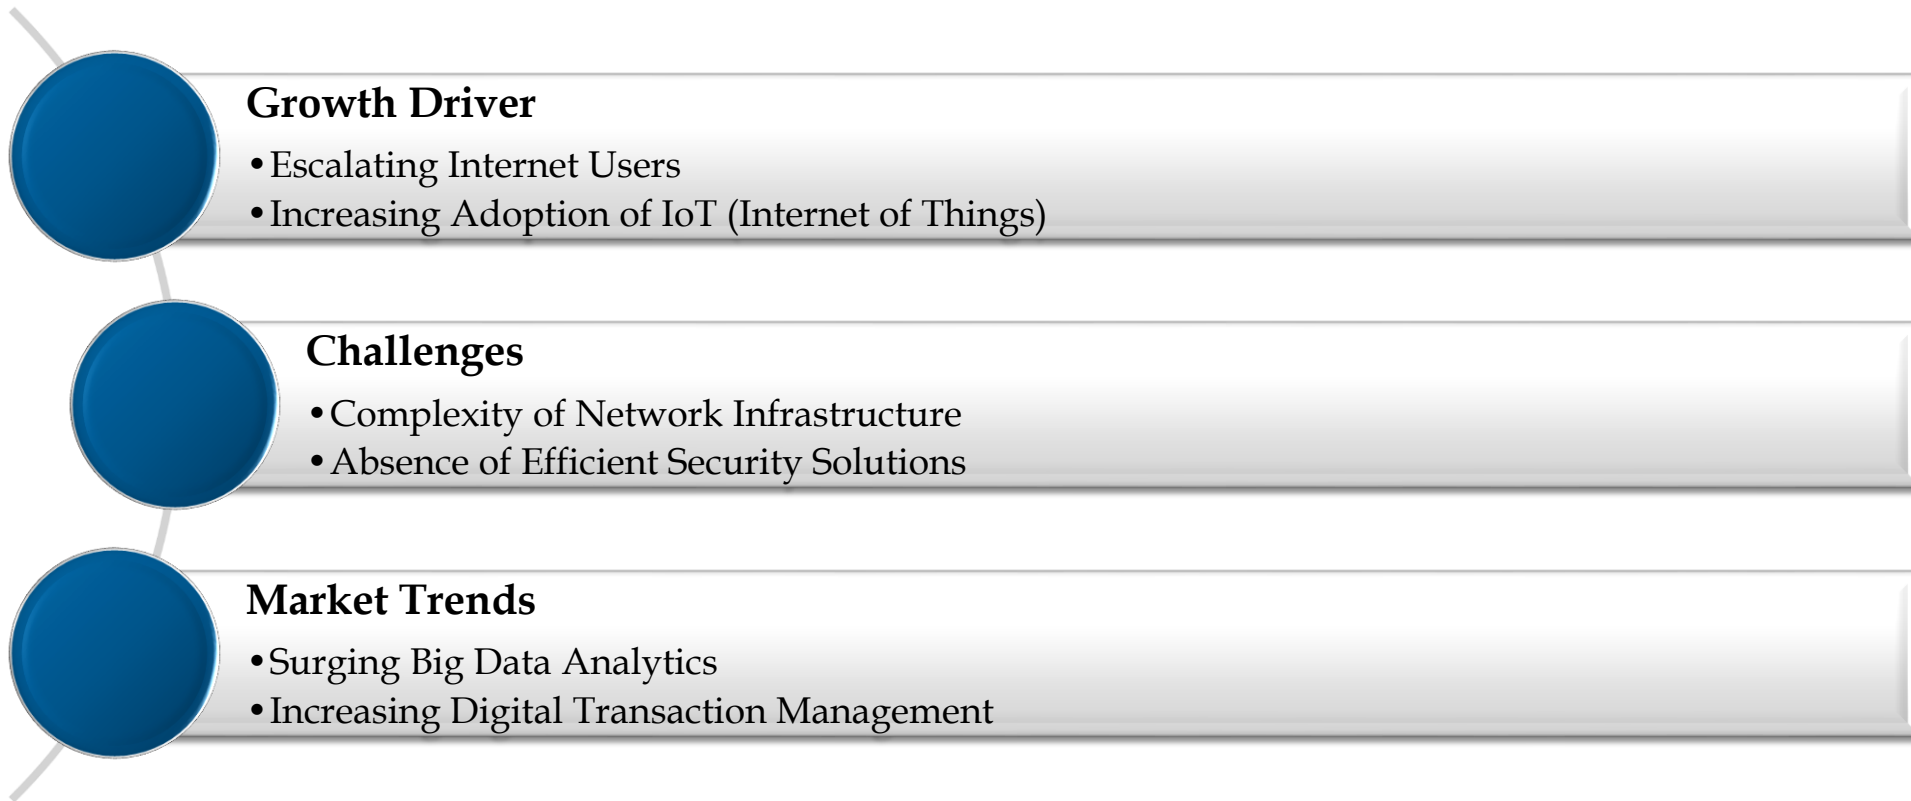 Growth Driver
•Escalating Internet Users
•Increasing Adoption of IoT (Internet of Things)
Challenges
•Complexity of Network Infrastructure
•Absence of Efficient Security Solutions
Market Trends
•Surging Big Data Analytics
•Increasing Digital Transaction Management